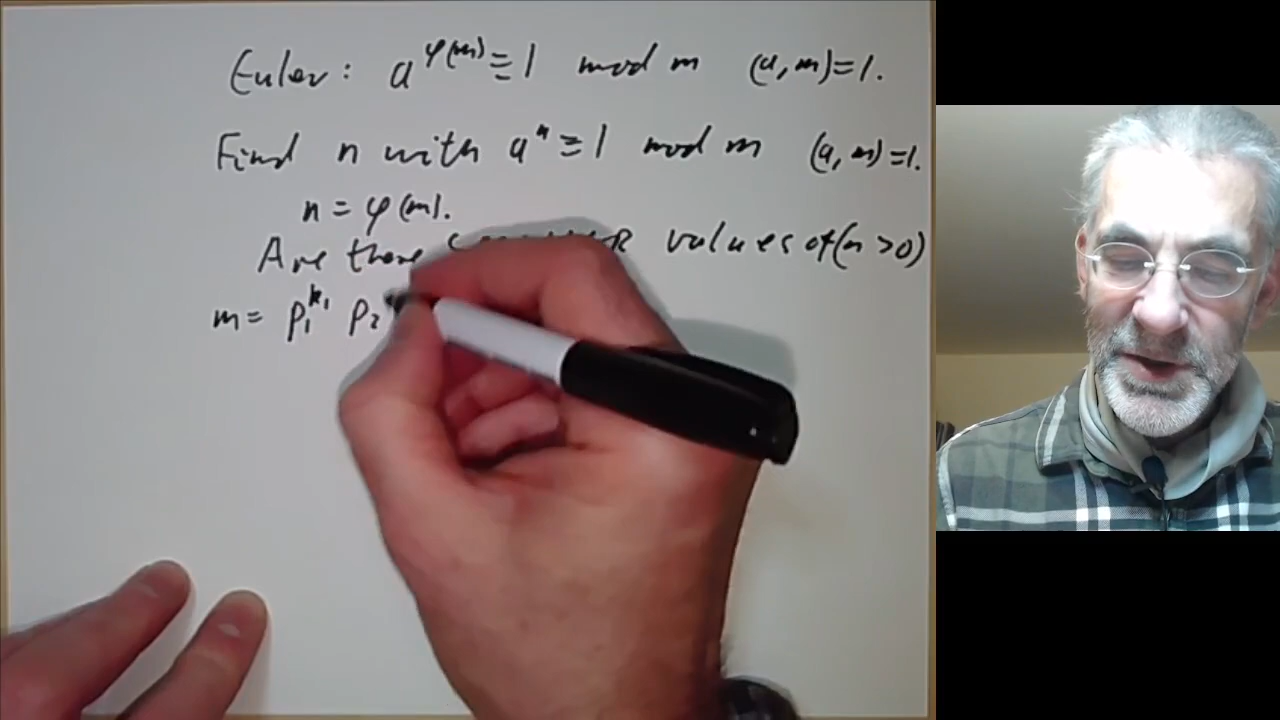 Euler: a^φ(m) ≡ 1 mod m (a, m) = 1.
Find n with a^n ≡ 1 mod m (a, m) = 1.
n = φ(m).
Are there values of (n > 0)
m = p₁^k₁ p₂